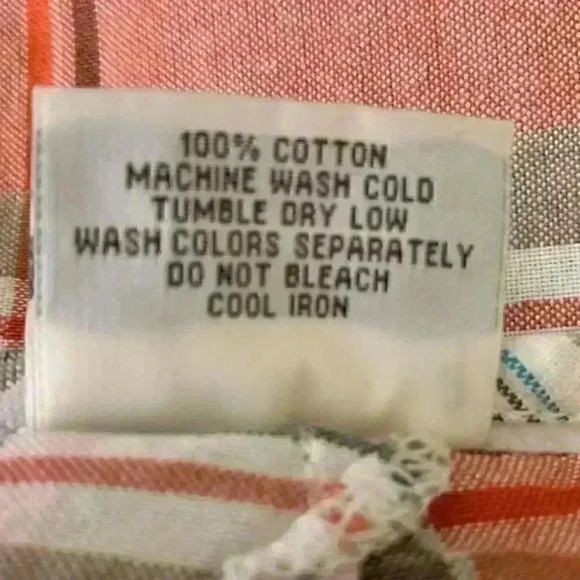 100% COTTON
MACHINE WASH COLD
TUMBLE DRY LOW
WASH COLORS SEPARATELY
DO NOT BLEACH
COOL IRON